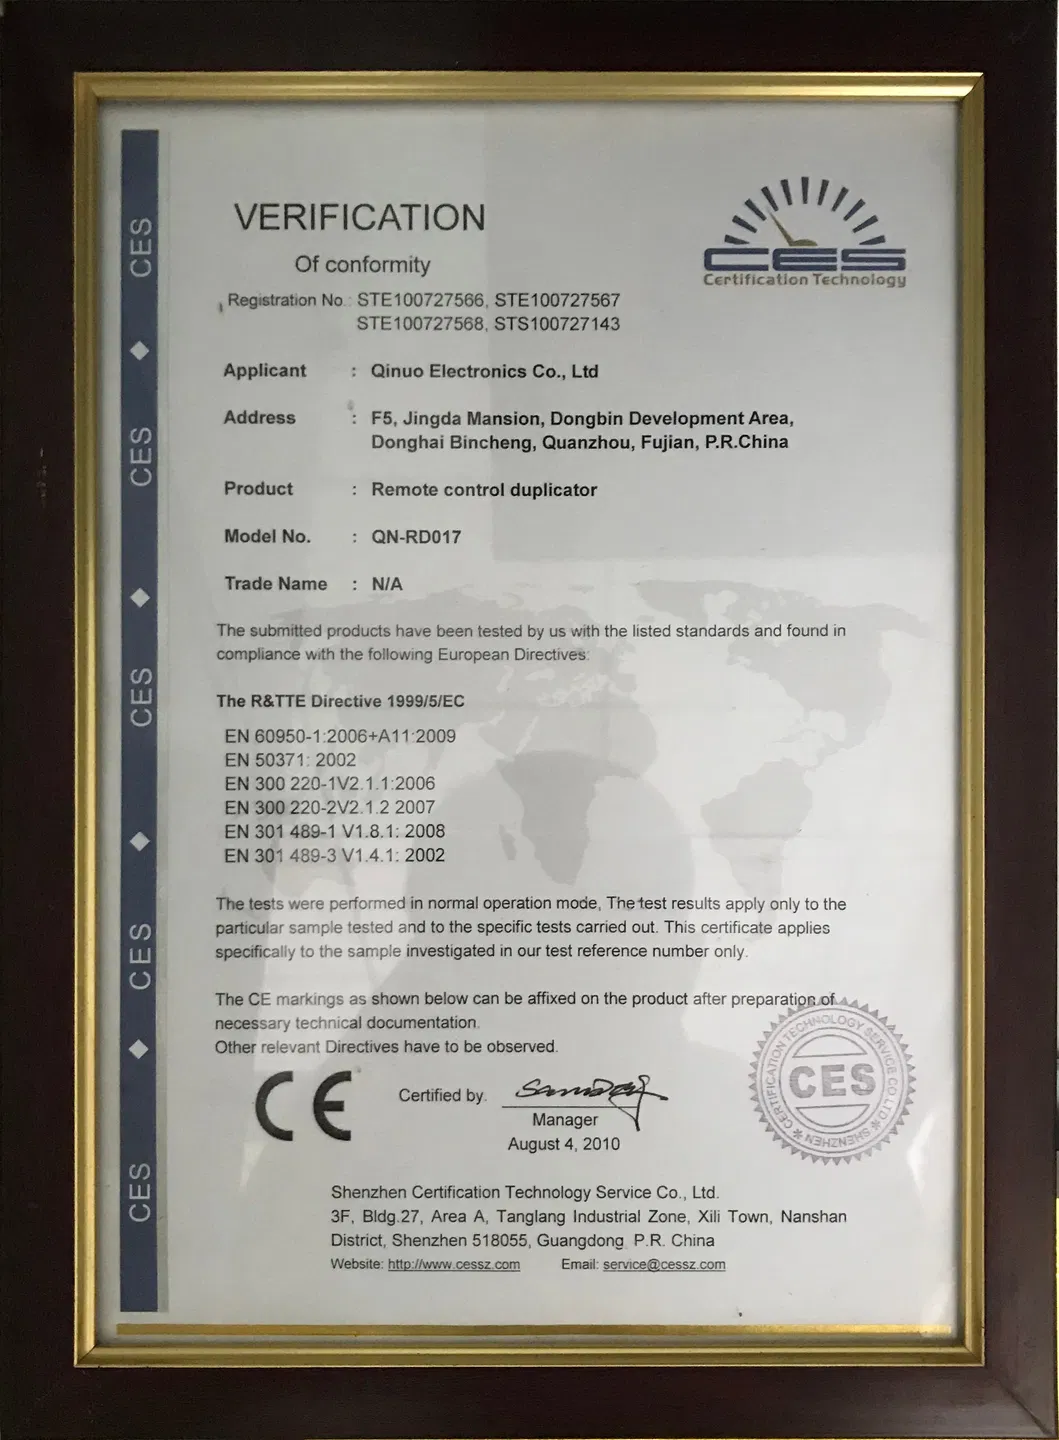 VERIFICATION
Of conformity
Registration No.: STE100727566, STE100727567
STE100727568, STS100727143
CES
Certification Technology
Applicant : Qinuo Electronics Co., Ltd
Address : F5, Jingda Mansion, Dongbin Development Area,
Donghai Bincheng, Quanzhou, Fujian, P.R.China
Product : Remote control duplicator
Model No. : QN-RD017
Trade Name : N/A
The submitted products have been tested by us with the listed standards and found in
compliance with the following European Directives:
The R&TTE Directive 1999/5/EC
EN 60950-1:2006+A11:2009
EN 50371: 2002
EN 300 220-1V2.1.1:2006
EN 300 220-2V2.1.2 2007
EN 301 489-1 V1.8.1: 2008
EN 301 489-3 V1.4.1: 2002
The tests were performed in normal operation mode, The test results apply only to the
particular sample tested and to the specific tests carried out. This certificate applies
specifically to the sample investigated in our test reference number only.
The CE markings as shown below can be affixed on the product after preparation of
necessary technical documentation.
Other relevant Directives have to be observed.
CE
Certified by.
Manager
August 4, 2010
CERTIFICATION TECHNOLOGY SERVICE CO LTD
CES
SHENZHEN
Shenzhen Certification Technology Service Co., Ltd.
3F, Bldg.27, Area A, Tanglang Industrial Zone, Xili Town, Nanshan
District, Shenzhen 518055, Guangdong, P.R. China
Website: http://www.cessz.com Email: service@cessz.com
CES
CES
CES
CES
CES